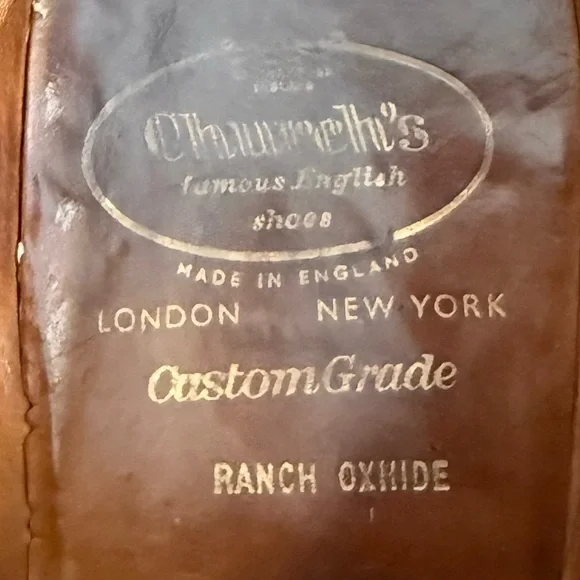 Church's
famous English
shoes
MADE IN ENGLAND
LONDON NEW YORK
Custom Grade
RANCH OXHIDE